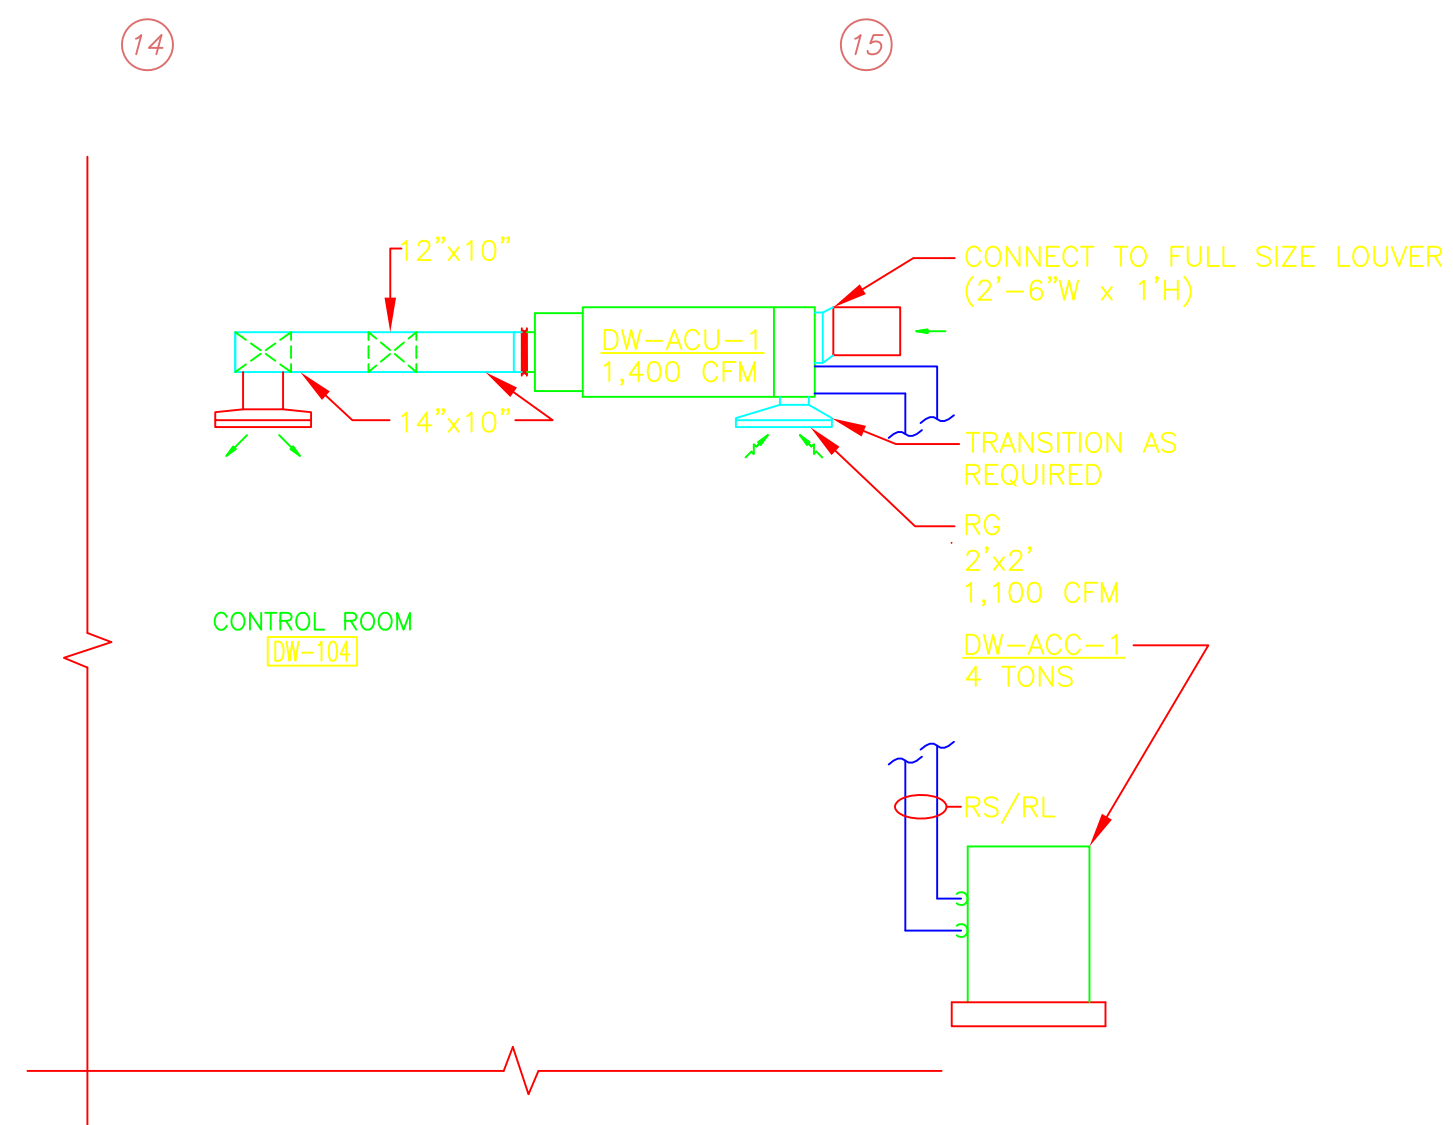 14
15
12"x10"
CONNECT TO FULL SIZE LOUVER
(2'-6"W x 1'H)
DW-ACU-1
1,400 CFM
14"x10"
TRANSITION AS
REQUIRED
RG
2'x2'
1,100 CFM
CONTROL ROOM
DW-104
DW-ACC-1
4 TONS
RS/RL